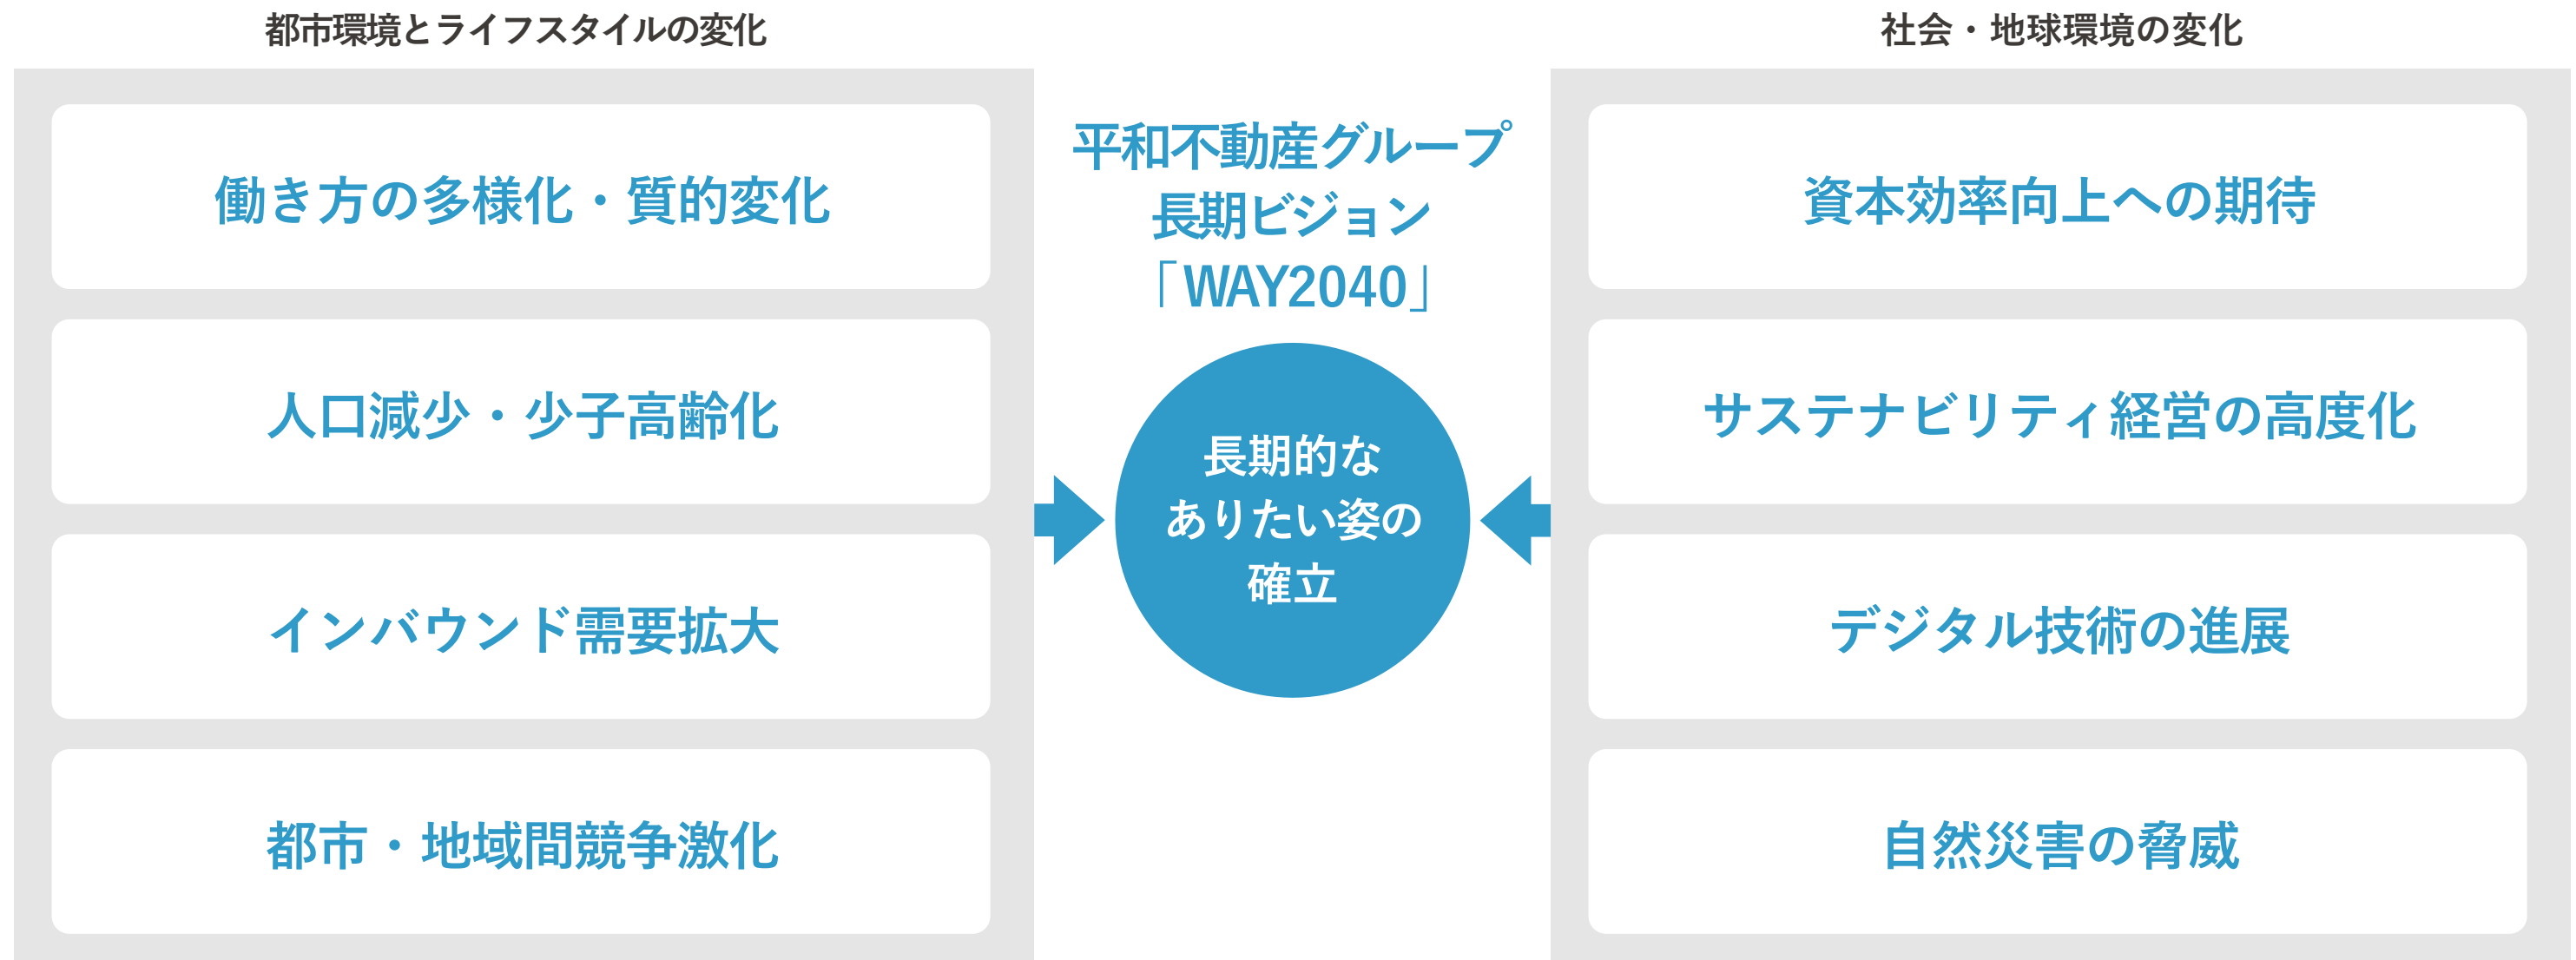 都市環境とライフスタイルの変化
働き方の多様化・質的変化
人口減少・少子高齢化
インバウンド需要拡大
都市・地域間競争激化
平和不動産グループ
長期ビジョン
「WAY2040」
長期的な
ありたい姿の
確立
社会・地球環境の変化
資本効率向上への期待
サステナビリティ経営の高度化
デジタル技術の進展
自然災害の脅威